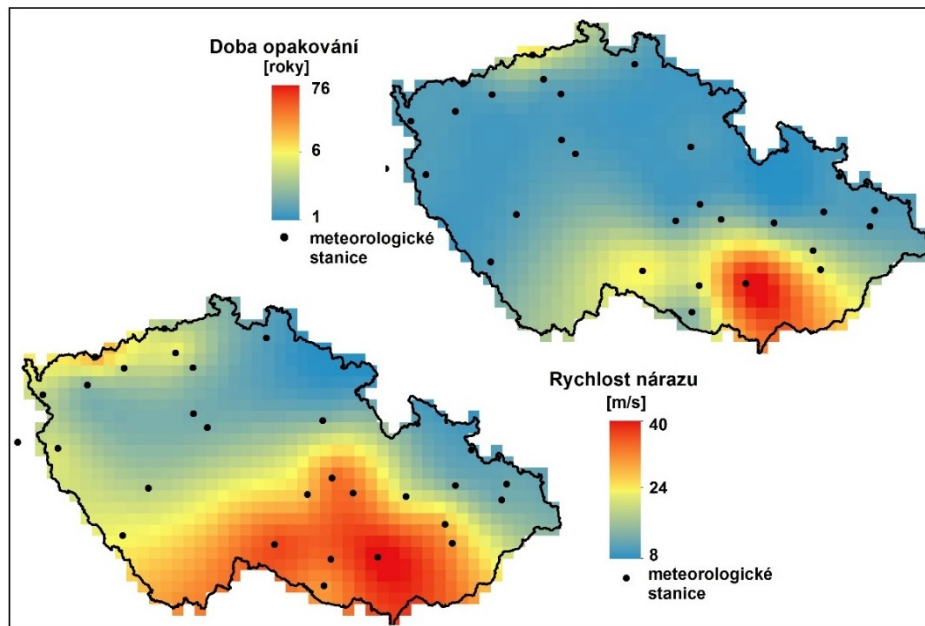 Doba opakování
[roky]
76
6
1
meteorologické
stanice
Rychlost nárazu
[m/s]
40
24
8
meteorologické
stanice